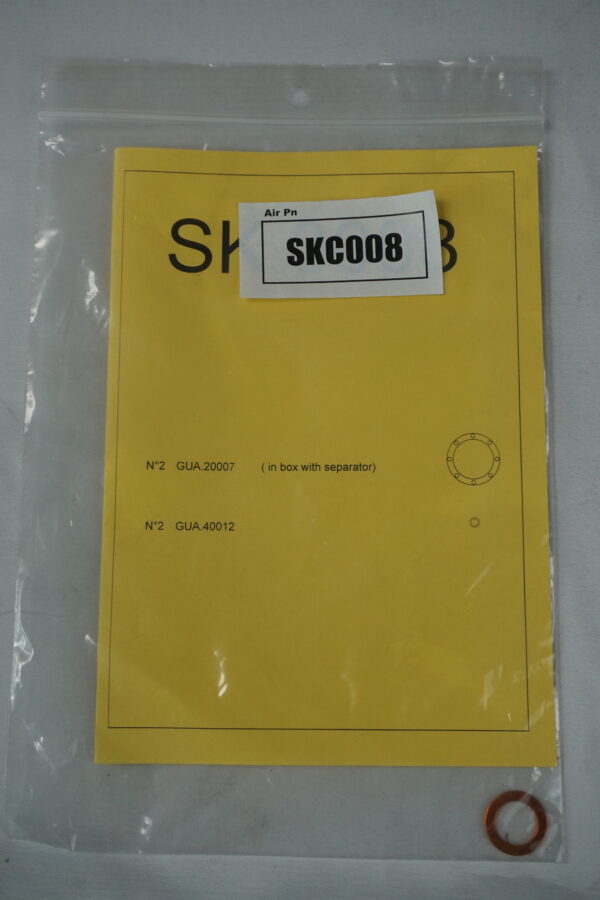 Air Pn
SK 8
SKC008
N°2 GUA.20007 ( in box with separator)
N°2 GUA.40012